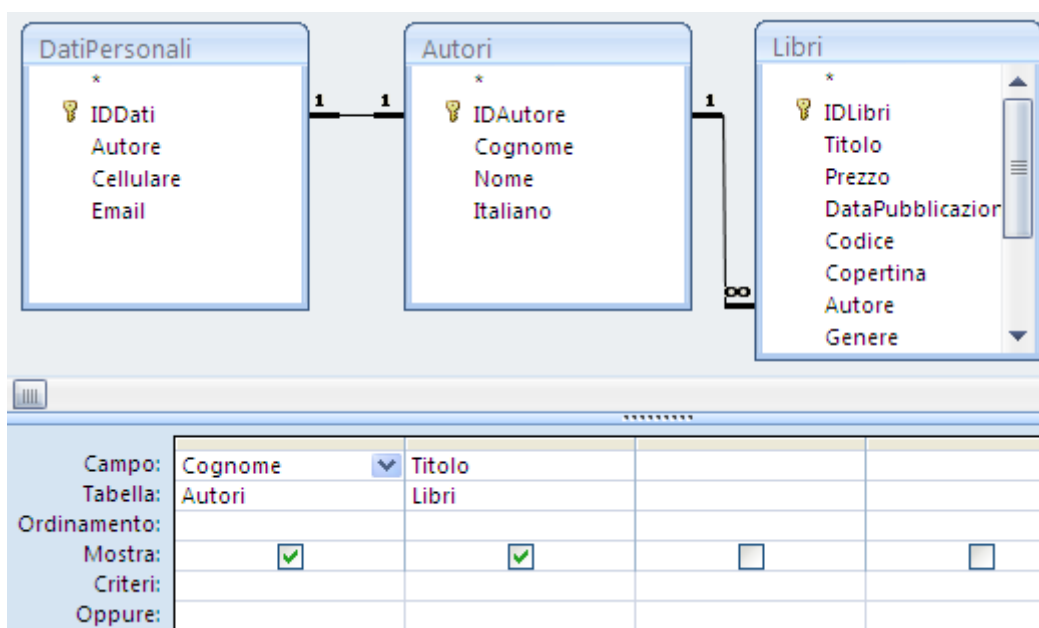 DatiPersonali
*
IDDati
Autore
Cellulare
Email
1 1
Autori
*
IDAutore
Cognome
Nome
Italiano
1
∞
Libri
*
IDLibri
Titolo
Prezzo
DataPubblicazion
Codice
Copertina
Autore
Genere
Campo: Cognome Titolo
Tabella: Autori Libri
Ordinamento:
Mostra:
Criteri:
Oppure: